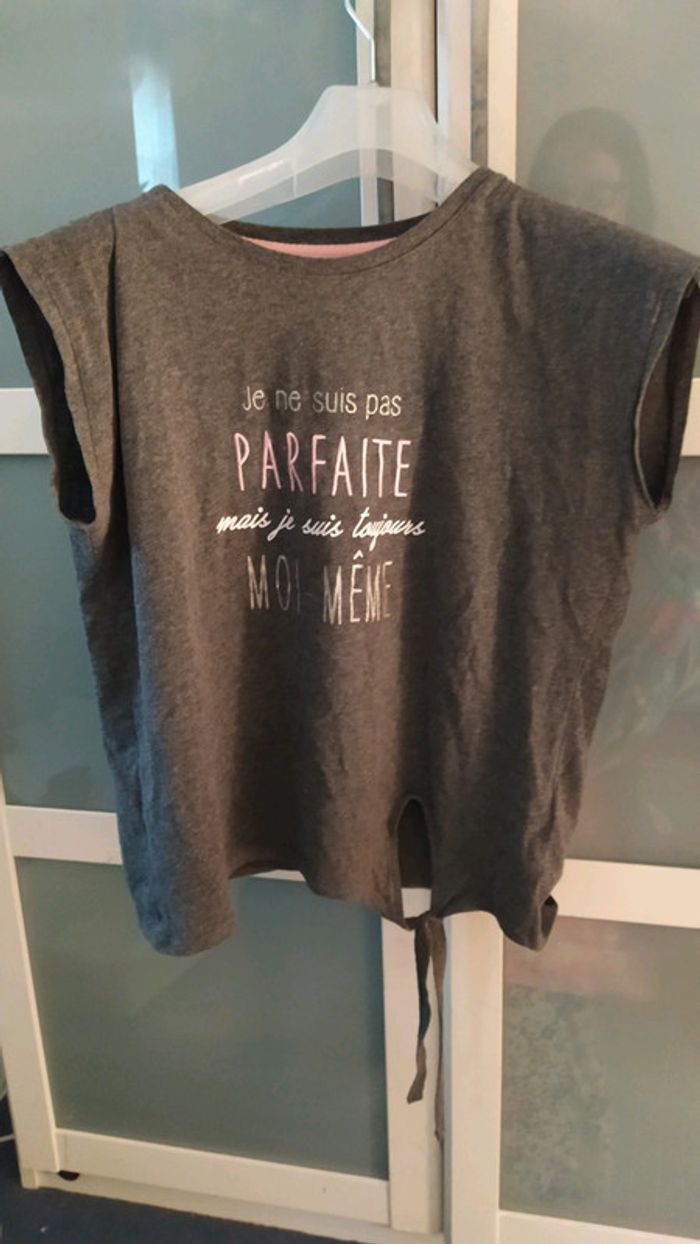 Je ne suis pas
PARFAITE
mais je suis toujours
MOI-MÊME